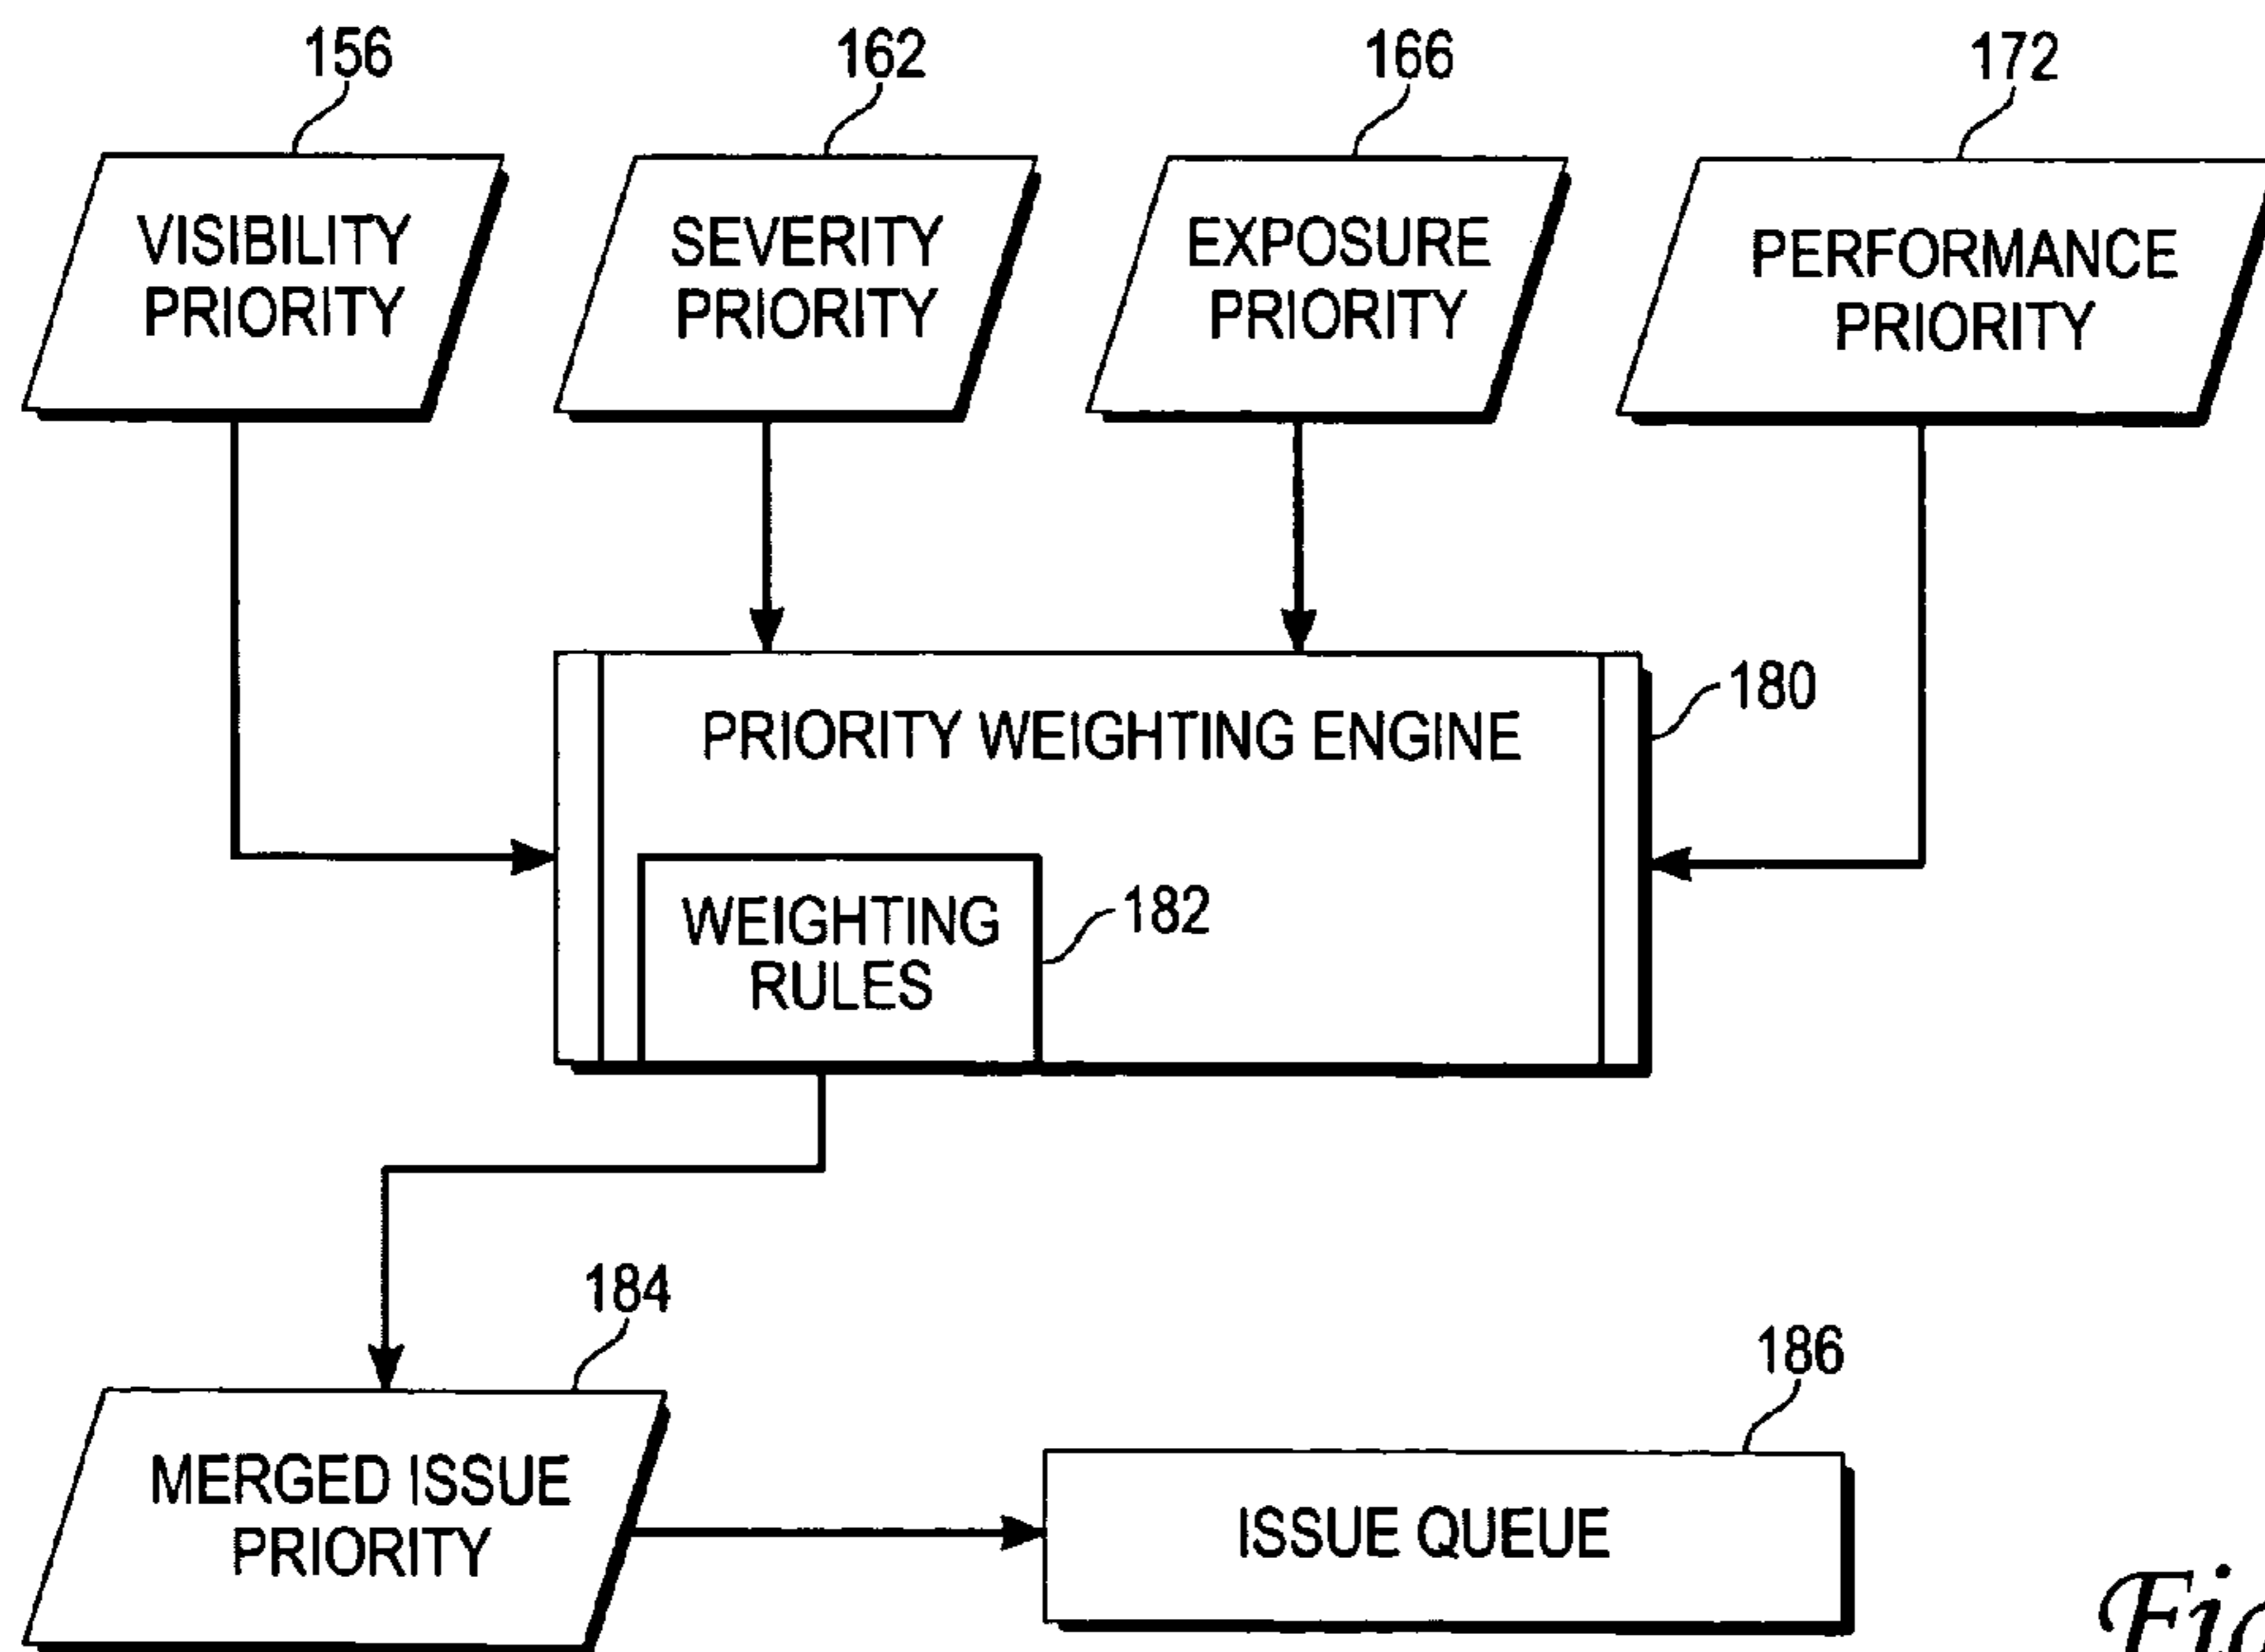 156
162
166
172
VISIBILITY
PRIORITY
SEVERITY
PRIORITY
EXPOSURE
PRIORITY
PERFORMANCE
PRIORITY
PRIORITY WEIGHTING ENGINE
180
WEIGHTING
RULES
182
184
MERGED ISSUE
PRIORITY
186
ISSUE QUEUE